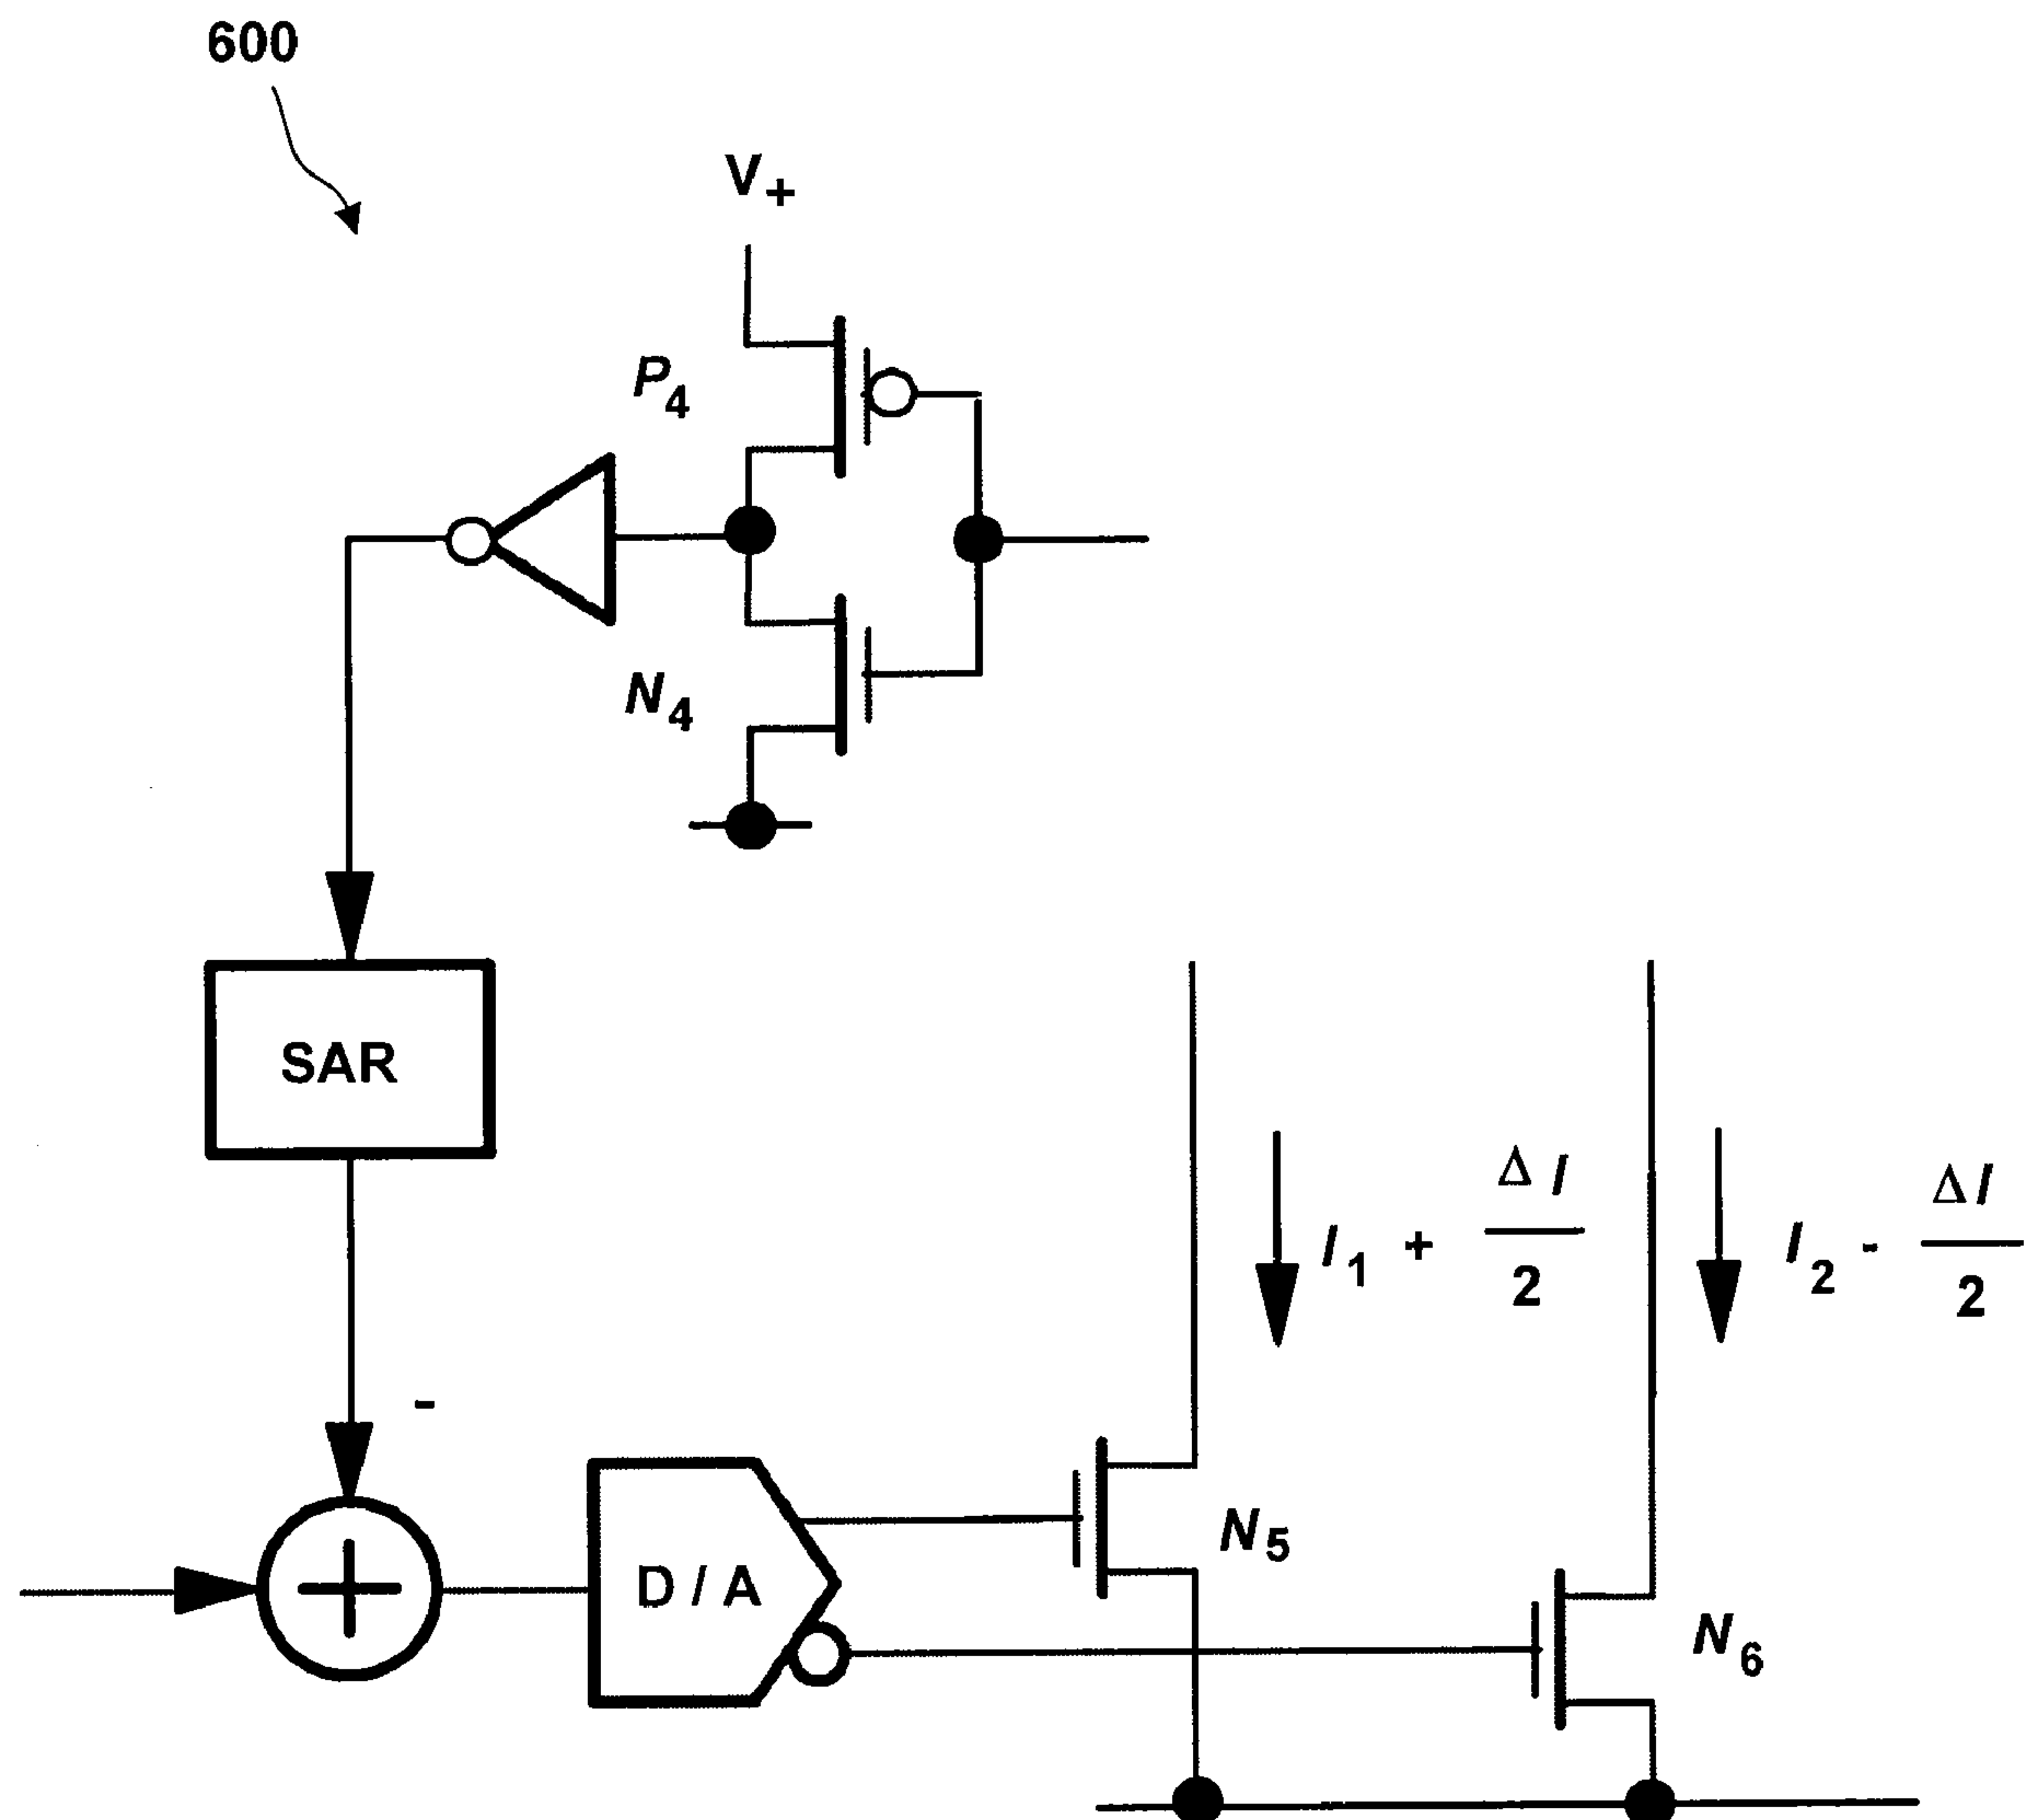 600
V+
P4
N4
SAR
I1 + ΔI/2
I2 - ΔI/2
-
+
D / A
N5
N6